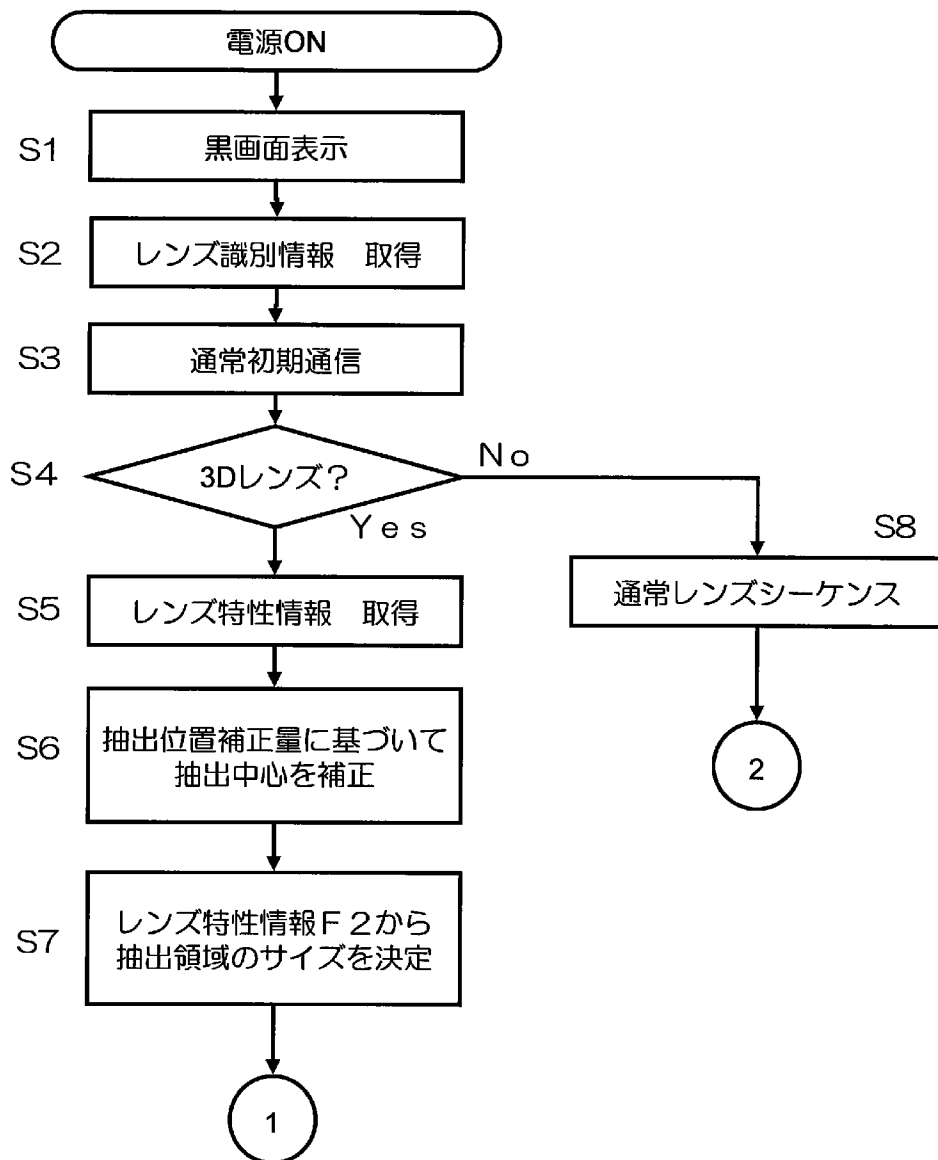 電源ON
S1
黒画面表示
S2
レンズ識別情報　取得
S3
通常初期通信
S4
3Dレンズ？
No
Yes
S8
通常レンズシーケンス
S5
レンズ特性情報　取得
S6
抽出位置補正量に基づいて
抽出中心を補正
2
S7
レンズ特性情報Ｆ２から
抽出領域のサイズを決定
1